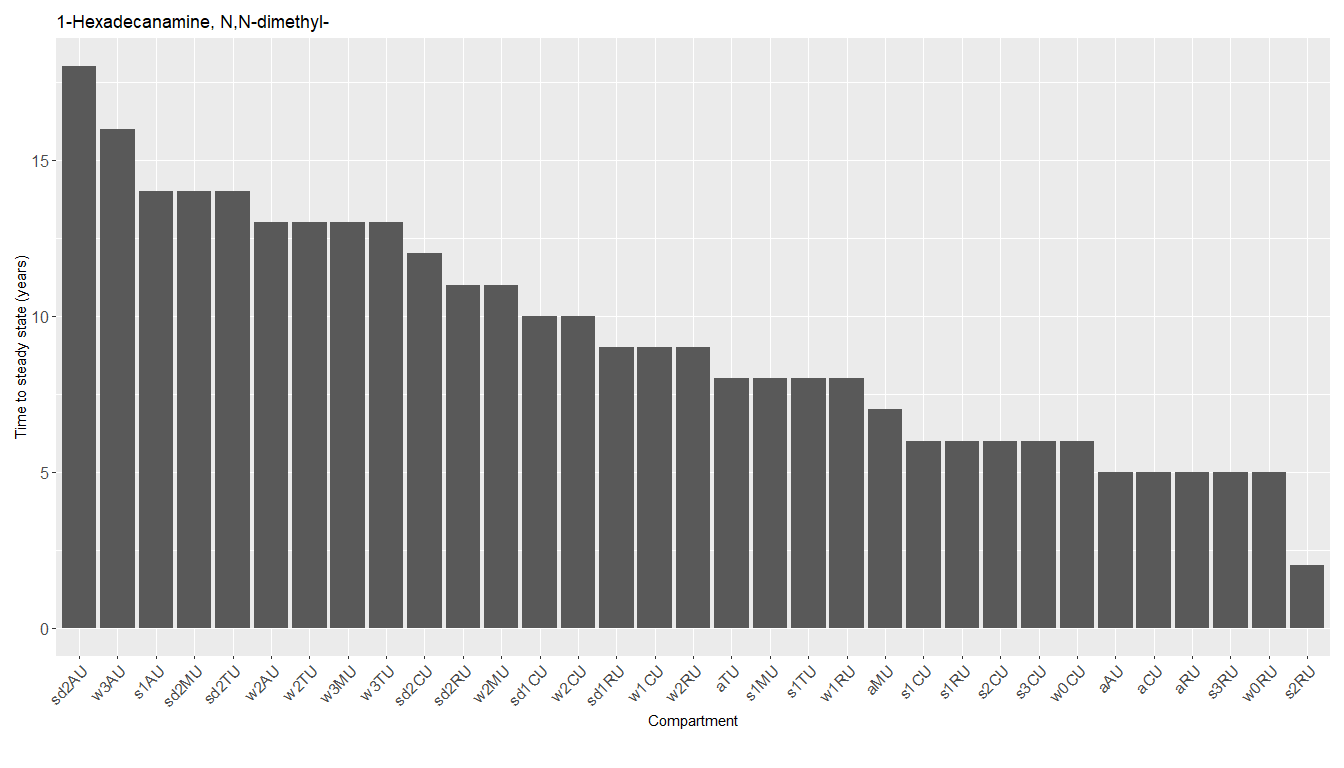 1-Hexadecanamine, N,N-dimethyl-
Time to steady state (years)
15
10
5
0
sd2AU
w3AU
s1AU
sd2MU
sd2TU
w2AU
w2TU
w3MU
w3TU
sd2CU
sd2RU
w2MU
sd1CU
w2CU
sd1RU
w1CU
w2RU
aTU
s1MU
s1TU
w1RU
aMU
s1CU
s1RU
s2CU
s3CU
w0CU
aAU
aCU
aRU
s3RU
w0RU
s2RU
Compartment